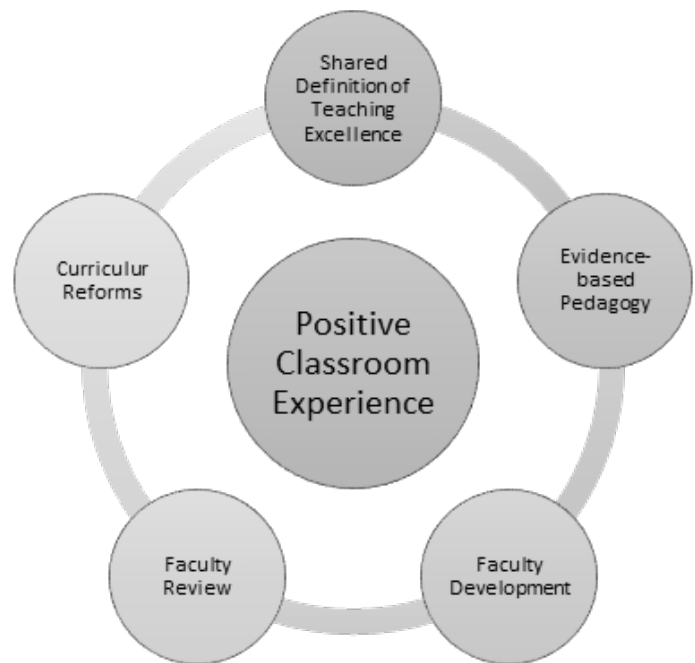 Shared
Definition of
Teaching
Excellence
Evidence-
based
Pedagogy
Curriculur
Reforms
Positive
Classroom
Experience
Faculty
Review
Faculty
Development